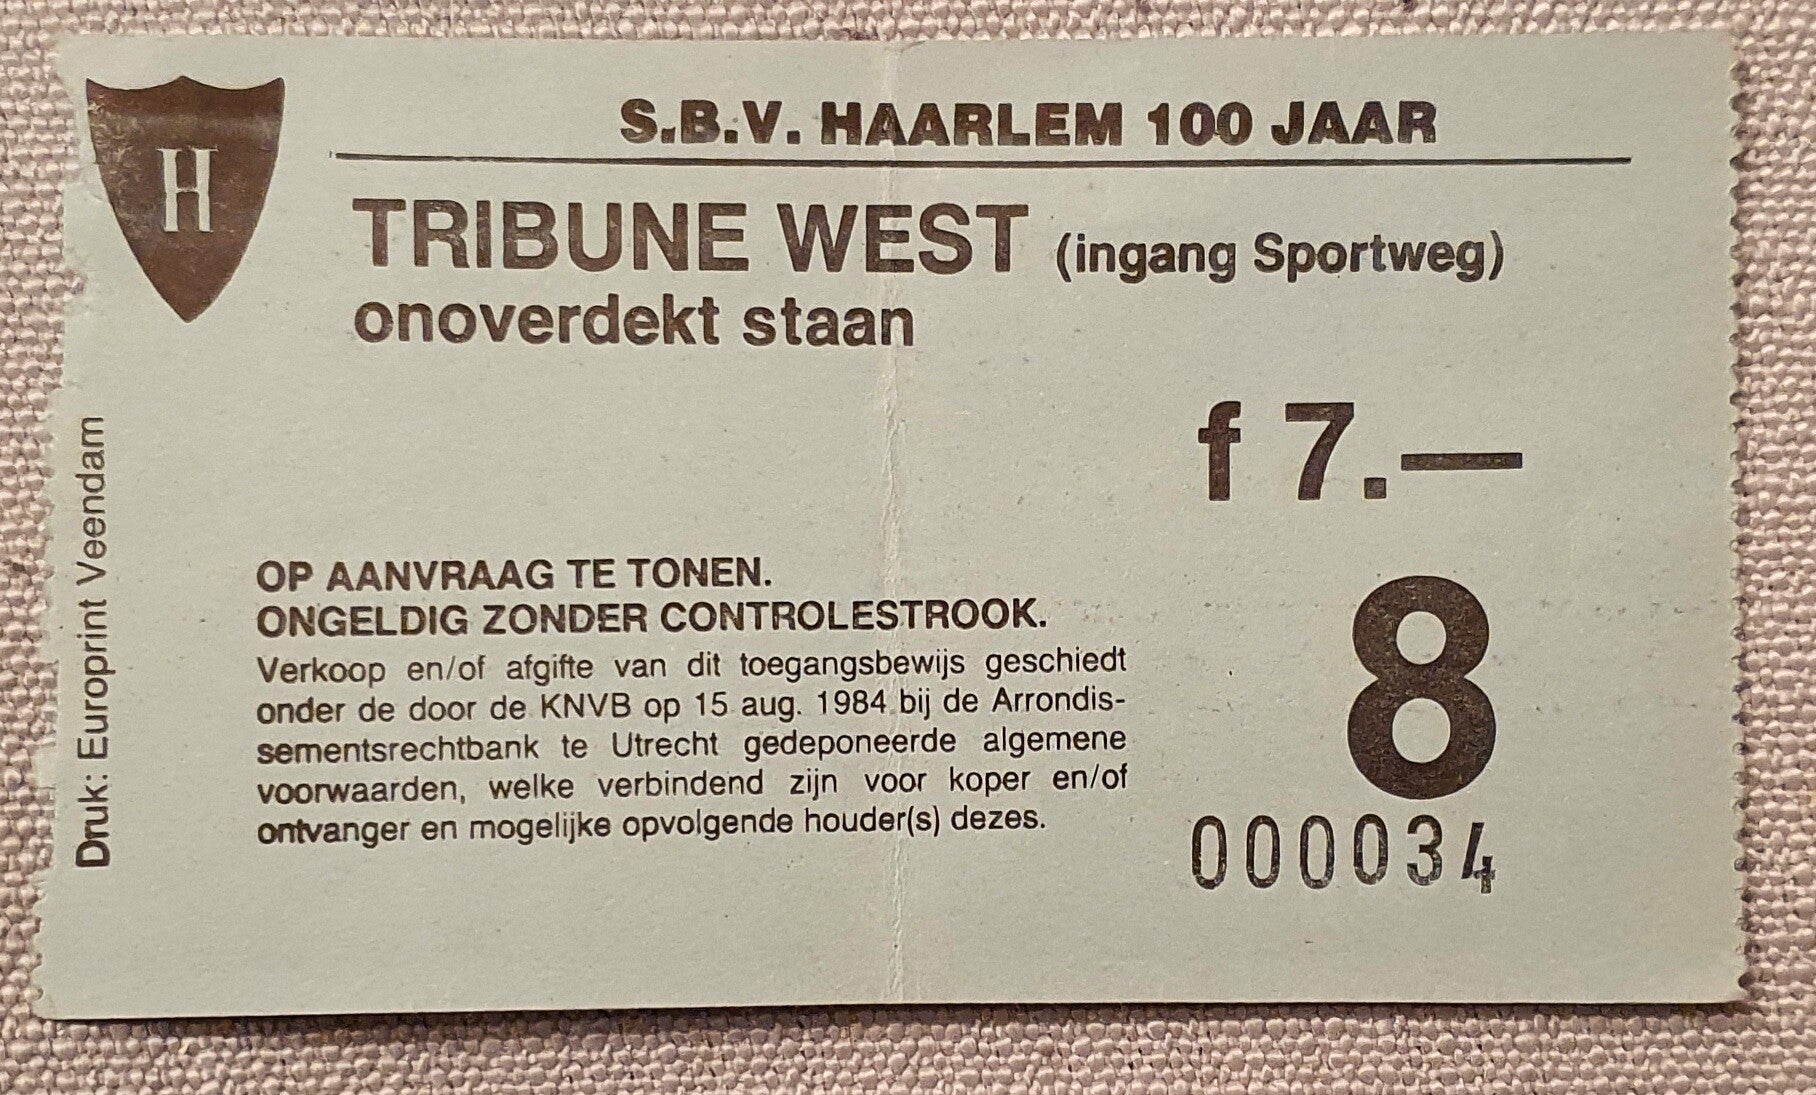 H
S.B.V. HAARLEM 100 JAAR
TRIBUNE WEST (ingang Sportweg)
onoverdekt staan
f 7.—
OP AANVRAAG TE TONEN.
ONGELDIG ZONDER CONTROLESTROOK.
Verkoop en/of afgifte van dit toegangsbewijs geschiedt
onder de door de KNVB op 15 aug. 1984 bij de Arrondis-
sementsrechtbank te Utrecht gedeponeerde algemene
voorwaarden, welke verbindend zijn voor koper en/of
ontvanger en mogelijke opvolgende houder(s) dezes.
8
000034
Druk: Europrint Veendam